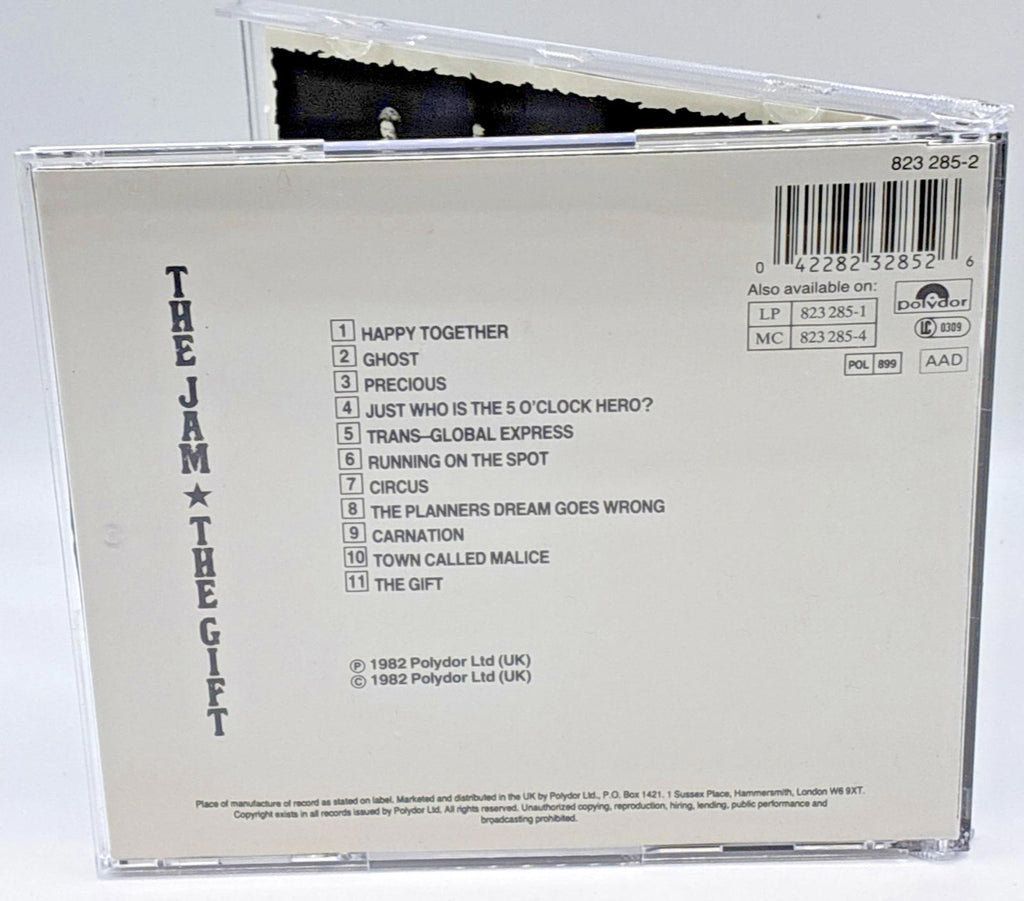 823 285-2
0 42282 32852 6
Also available on:
LP 823 285-1
MC 823 285-4
polydor
LC 0309
POL 899
AAD
THE JAM ★ THE GIFT
1 HAPPY TOGETHER
2 GHOST
3 PRECIOUS
4 JUST WHO IS THE 5 O'CLOCK HERO?
5 TRANS–GLOBAL EXPRESS
6 RUNNING ON THE SPOT
7 CIRCUS
8 THE PLANNERS DREAM GOES WRONG
9 CARNATION
10 TOWN CALLED MALICE
11 THE GIFT
℗ 1982 Polydor Ltd (UK)
© 1982 Polydor Ltd (UK)
Place of manufacture of record as stated on label. Marketed and distributed in the UK by Polydor Ltd., P.O. Box 1421, 1 Sussex Place, Hammersmith, London W6 9XT.
Copyright exists in all records issued by Polydor Ltd. All rights reserved. Unauthorized copying, reproduction, hiring, lending, public performance and
broadcasting prohibited.